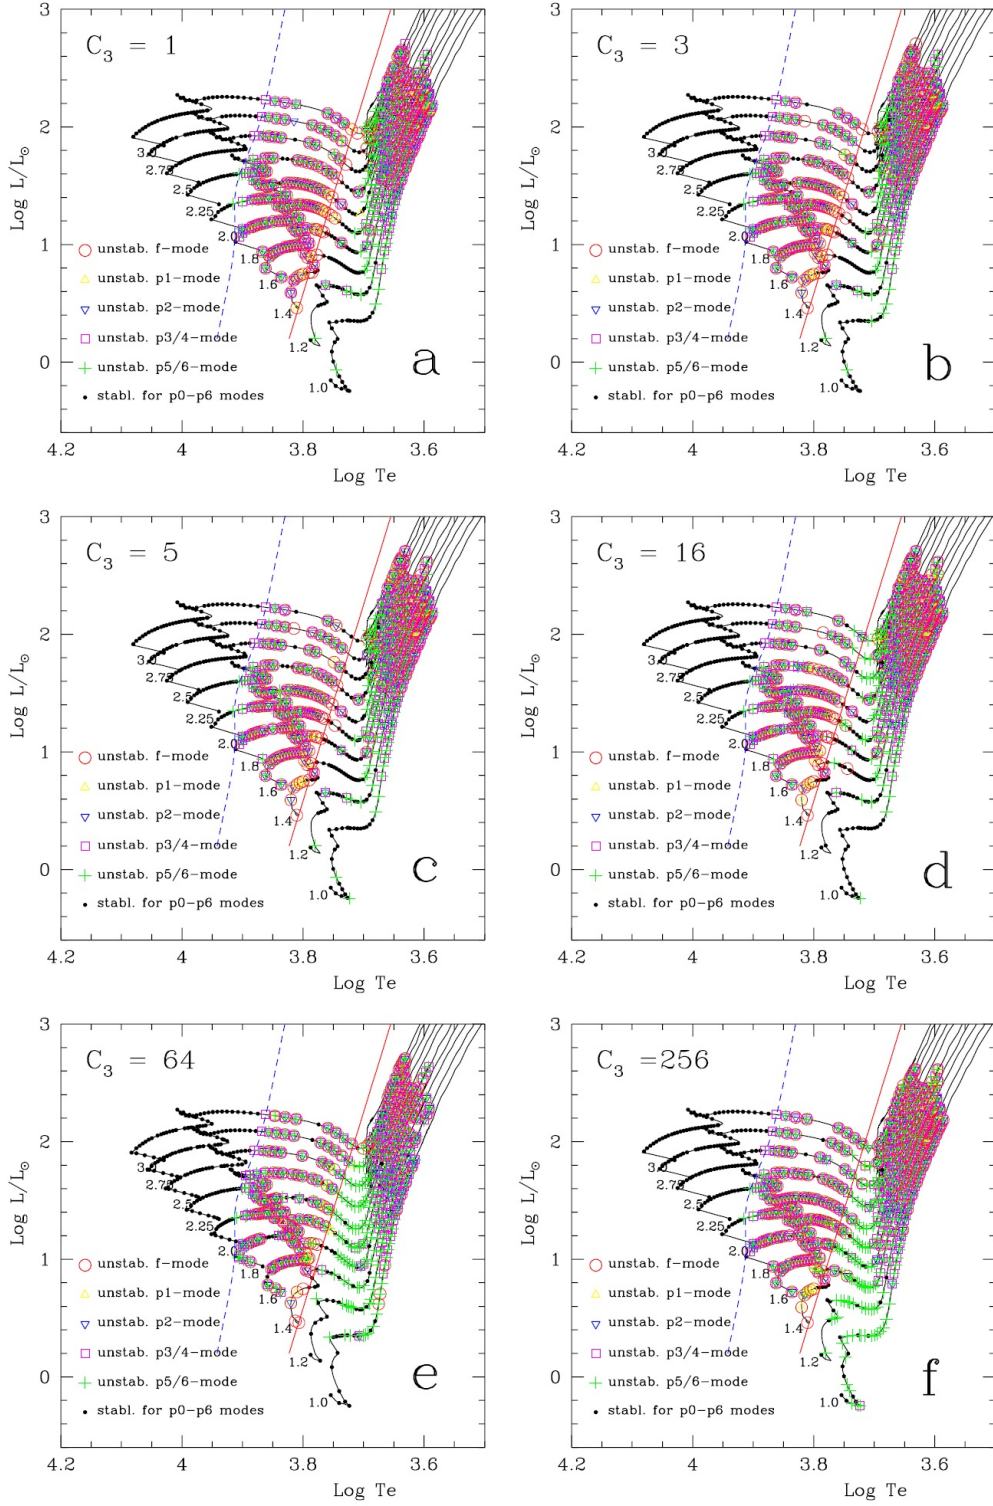 C3 = 1
Log L/L⊙
3
2
1
0
3.0
2.75
2.5
2.25
2.0
1.8
1.6
1.4
1.2
1.0
unstab. f-mode
unstab. p1-mode
unstab. p2-mode
unstab. p3/4-mode
unstab. p5/6-mode
stabl. for p0-p6 modes
a
4.2 4 3.8 3.6
Log Te
C3 = 3
Log L/L⊙
3
2
1
0
3.0
2.75
2.5
2.25
2.0
1.8
1.6
1.4
1.2
1.0
unstab. f-mode
unstab. p1-mode
unstab. p2-mode
unstab. p3/4-mode
unstab. p5/6-mode
stabl. for p0-p6 modes
b
4.2 4 3.8 3.6
Log Te
C3 = 5
Log L/L⊙
3
2
1
0
3.0
2.75
2.5
2.25
2.0
1.8
1.6
1.4
1.2
1.0
unstab. f-mode
unstab. p1-mode
unstab. p2-mode
unstab. p3/4-mode
unstab. p5/6-mode
stabl. for p0-p6 modes
c
4.2 4 3.8 3.6
Log Te
C3 = 16
Log L/L⊙
3
2
1
0
3.0
2.75
2.5
2.25
2.0
1.8
1.6
1.4
1.2
1.0
unstab. f-mode
unstab. p1-mode
unstab. p2-mode
unstab. p3/4-mode
unstab. p5/6-mode
stabl. for p0-p6 modes
d
4.2 4 3.8 3.6
Log Te
C3 = 64
Log L/L⊙
3
2
1
0
3.0
2.75
2.5
2.25
2.0
1.8
1.6
1.4
1.2
1.0
unstab. f-mode
unstab. p1-mode
unstab. p2-mode
unstab. p3/4-mode
unstab. p5/6-mode
stabl. for p0-p6 modes
e
4.2 4 3.8 3.6
Log Te
C3 =256
Log L/L⊙
3
2
1
0
3.0
2.75
2.5
2.25
2.0
1.8
1.6
1.4
1.2
1.0
unstab. f-mode
unstab. p1-mode
unstab. p2-mode
unstab. p3/4-mode
unstab. p5/6-mode
stabl. for p0-p6 modes
f
4.2 4 3.8 3.6
Log Te